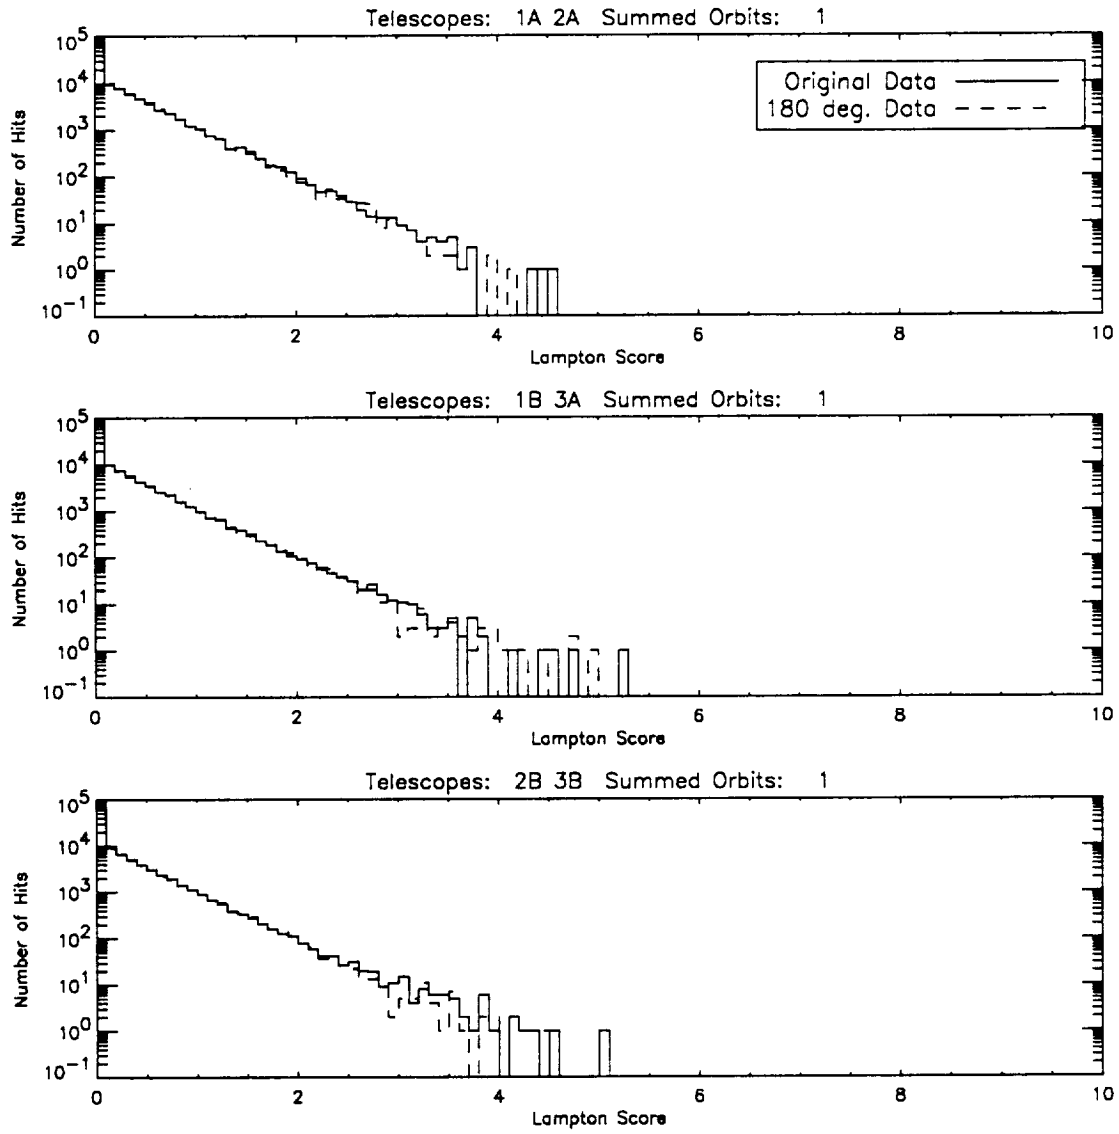 Telescopes: 1A 2A Summed Orbits: 1
10^5
10^4
10^3
10^2
10^1
10^0
10^-1
Number of Hits
Original Data
180 deg. Data
0 2 4 6 8 10
Lampton Score
Telescopes: 1B 3A Summed Orbits: 1
10^5
10^4
10^3
10^2
10^1
10^0
10^-1
Number of Hits
0 2 4 6 8 10
Lampton Score
Telescopes: 2B 3B Summed Orbits: 1
10^5
10^4
10^3
10^2
10^1
10^0
10^-1
Number of Hits
0 2 4 6 8 10
Lampton Score